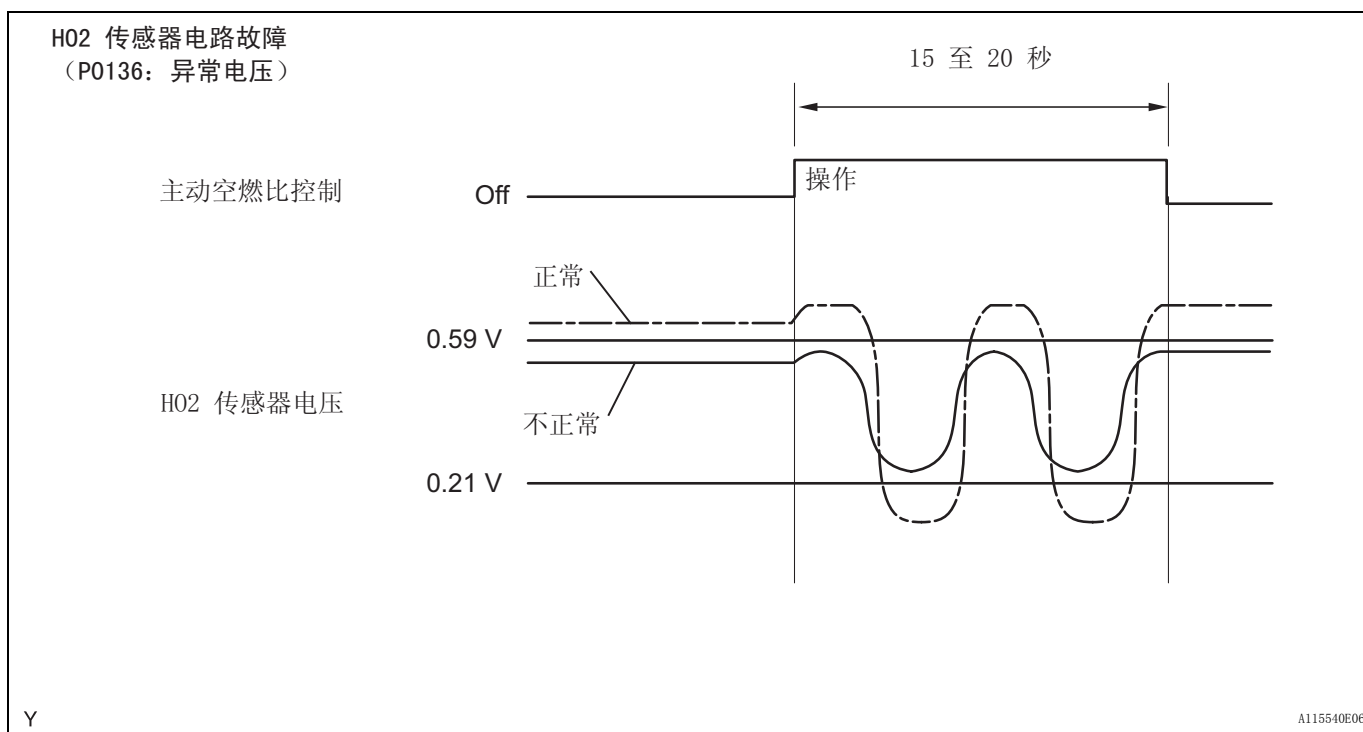 HO2 传感器电路故障
（P0136：异常电压）
15 至 20 秒
主动空燃比控制
Off
操作
正常
0.59 V
HO2 传感器电压
不正常
0.21 V
Y
A115540E06